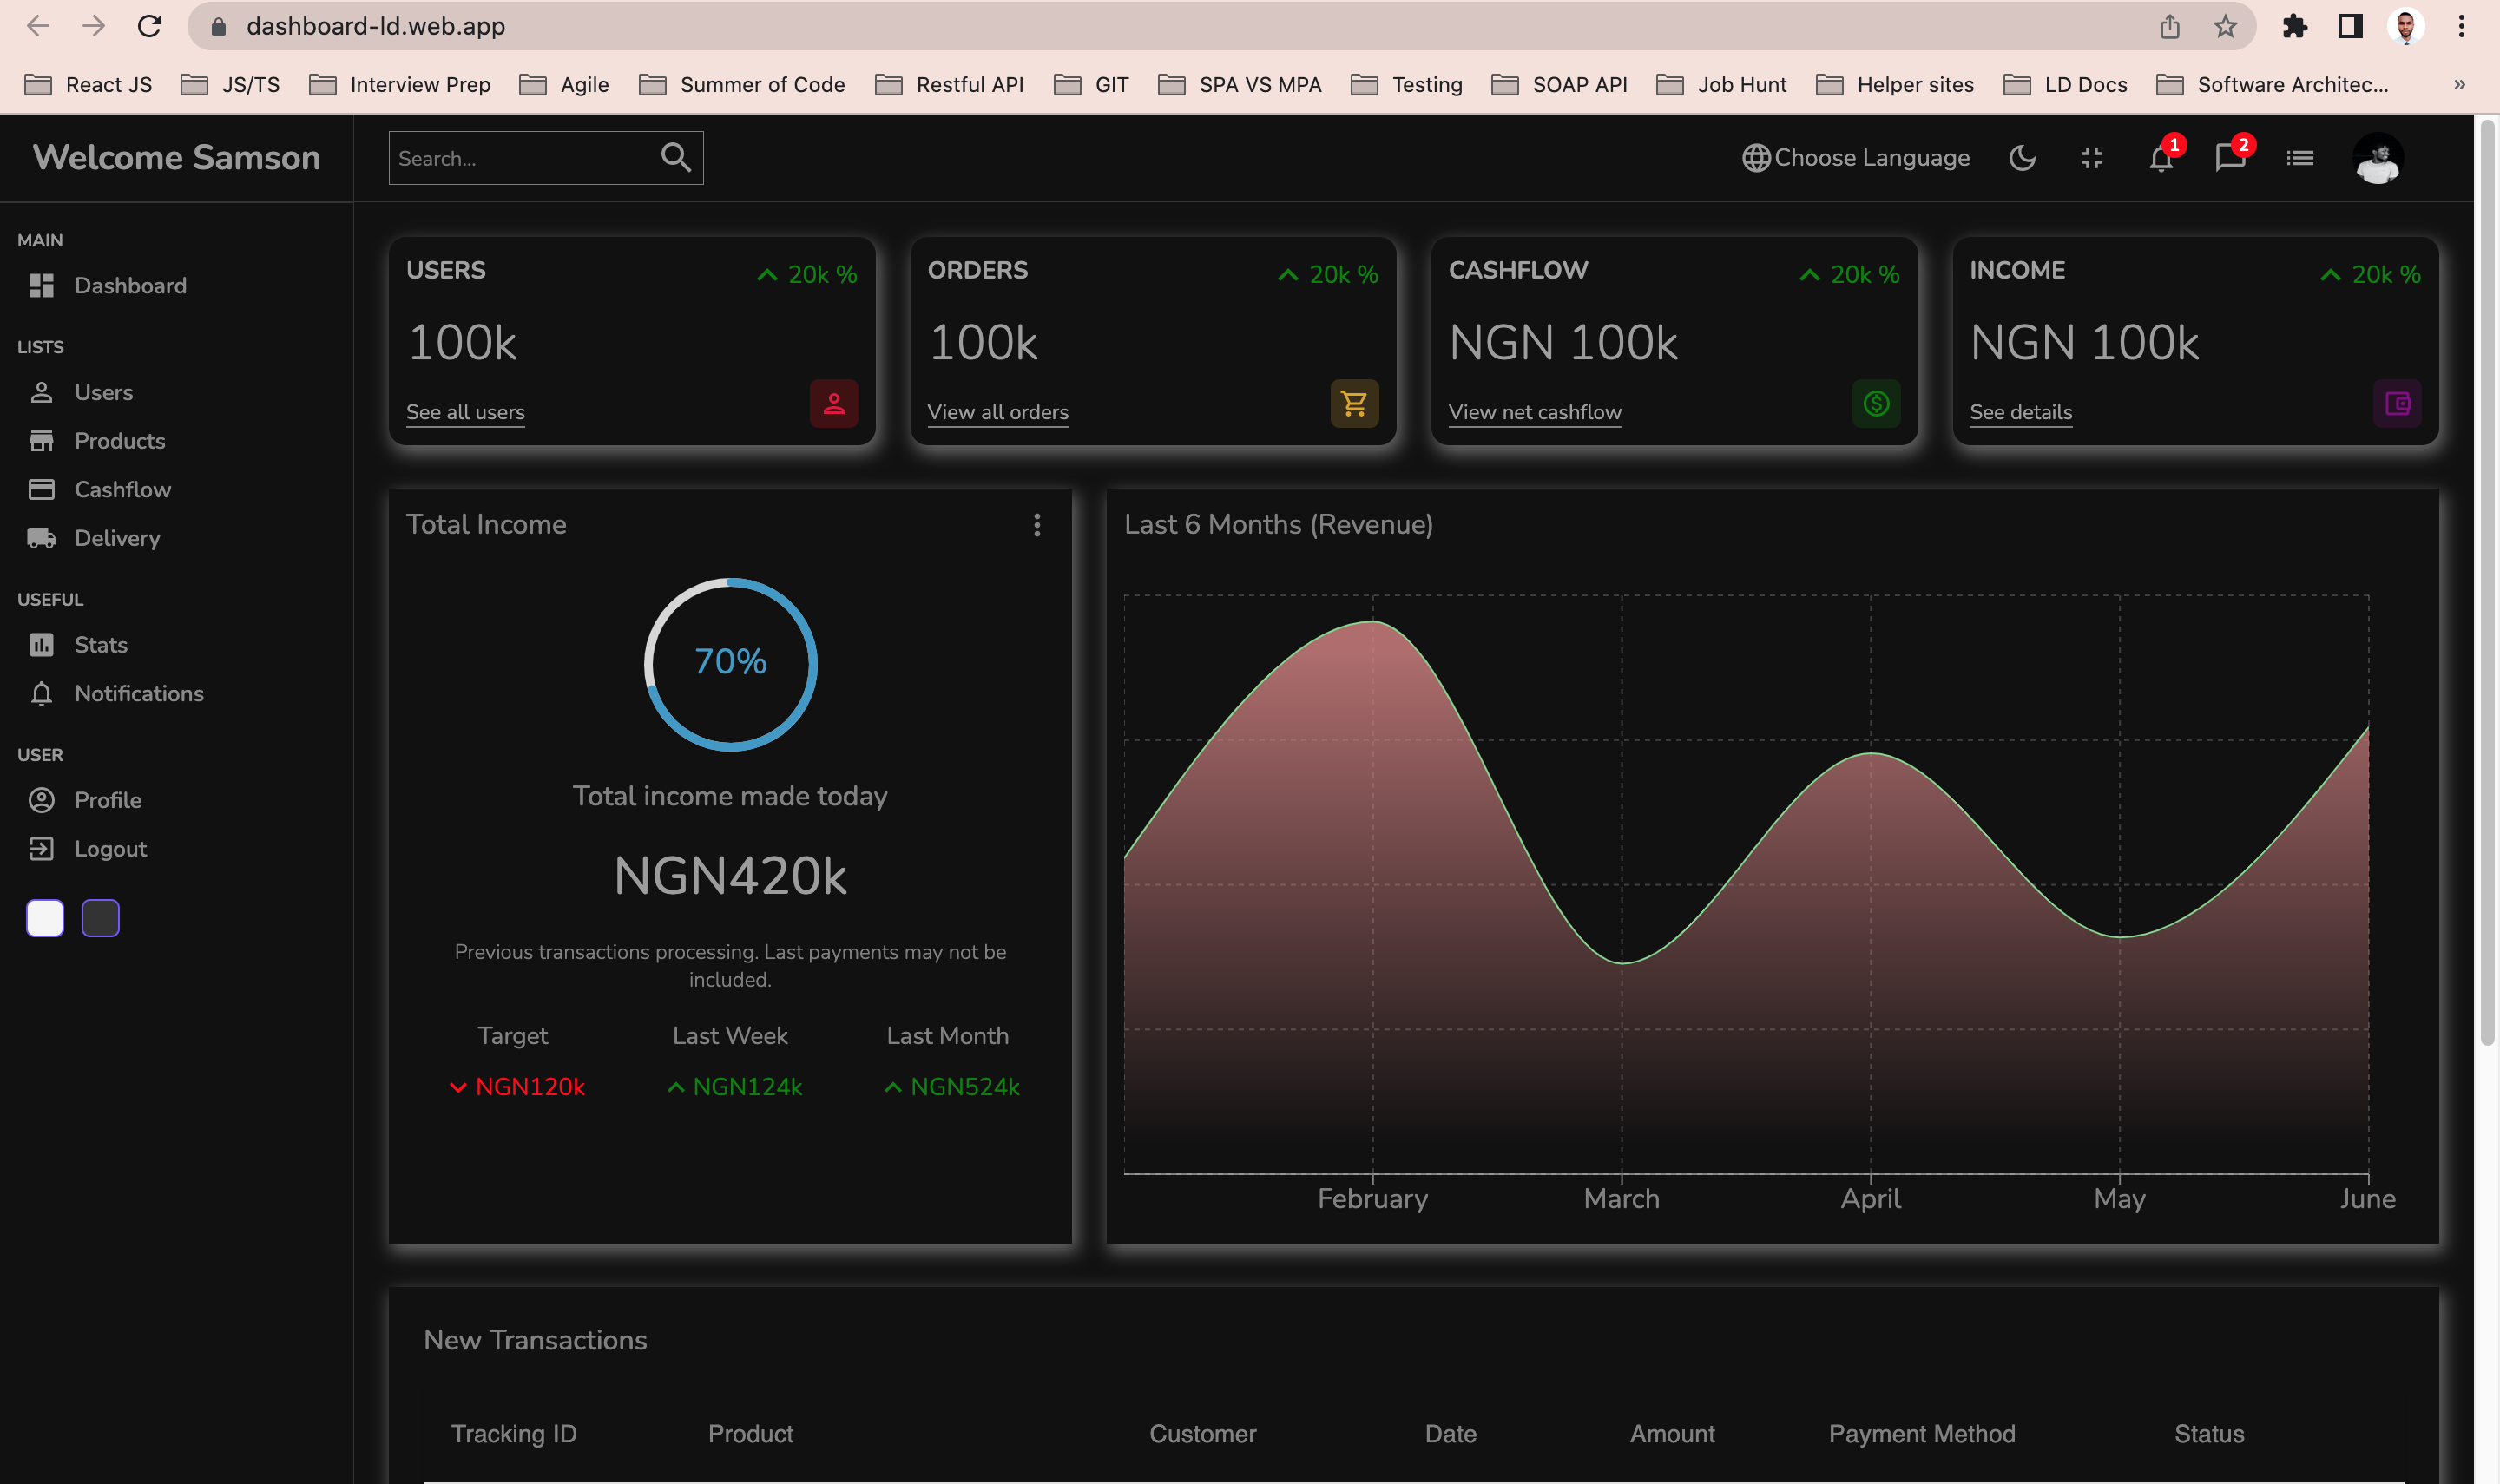 dashboard-ld.web.app
React JS
JS/TS
Interview Prep
Agile
Summer of Code
Restful API
GIT
SPA VS MPA
Testing
SOAP API
Job Hunt
Helper sites
LD Docs
Software Architec...
»
Welcome Samson
Search...
Choose Language
1
2
MAIN
Dashboard
LISTS
Users
Products
Cashflow
Delivery
USEFUL
Stats
Notifications
USER
Profile
Logout
USERS
20k %
100k
See all users
ORDERS
20k %
100k
View all orders
CASHFLOW
20k %
NGN 100k
View net cashflow
INCOME
20k %
NGN 100k
See details
Total Income
70%
Total income made today
NGN420k
Previous transactions processing. Last payments may not be
included.
Target
Last Week
Last Month
NGN120k
NGN124k
NGN524k
Last 6 Months (Revenue)
February
March
April
May
June
New Transactions
Tracking ID
Product
Customer
Date
Amount
Payment Method
Status